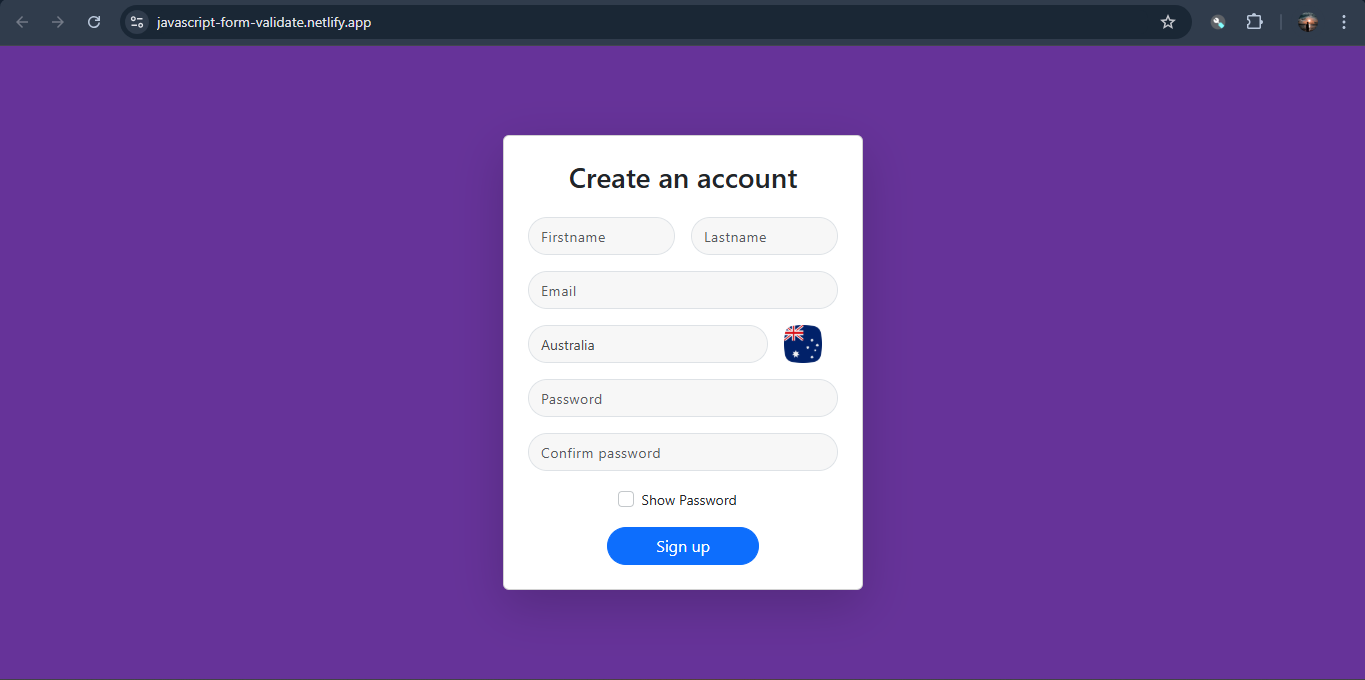 javascript-form-validate.netlify.app
Create an account
Firstname Lastname
Email
Australia
Password
Confirm password
Show Password
Sign up